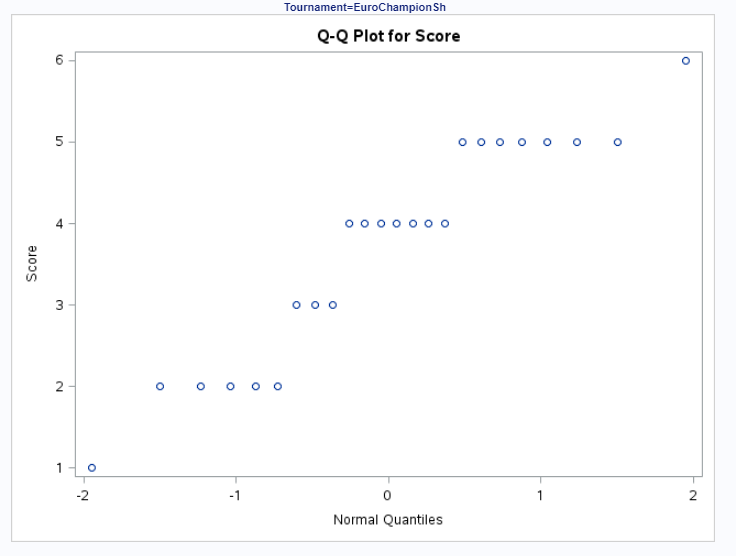 Tournament=EuroChampionSh
Q-Q Plot for Score
6
5
4
3
2
1
Score
-2 -1 0 1 2
Normal Quantiles